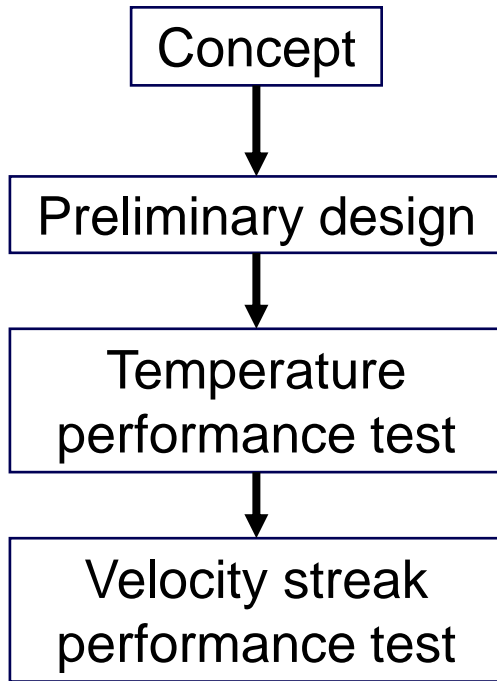 Concept
Preliminary design
Temperature
performance test
Velocity streak
performance test